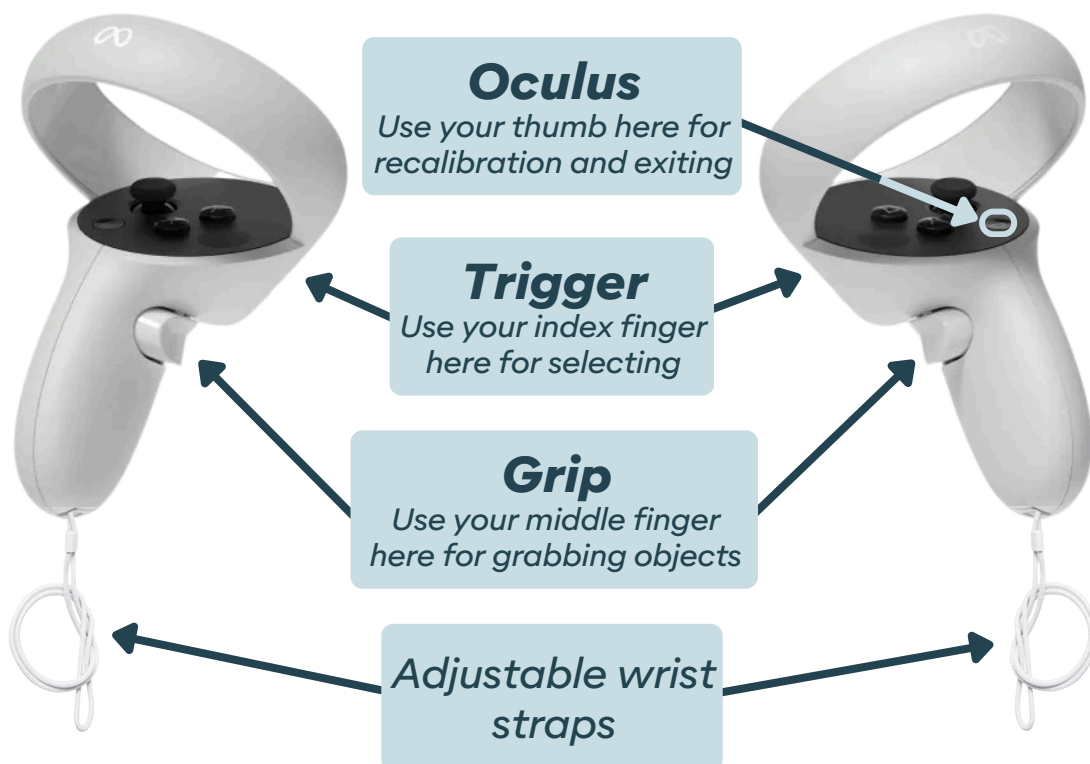 Oculus
Use your thumb here for
recalibration and exiting
Trigger
Use your index finger
here for selecting
Grip
Use your middle finger
here for grabbing objects
Adjustable wrist
straps